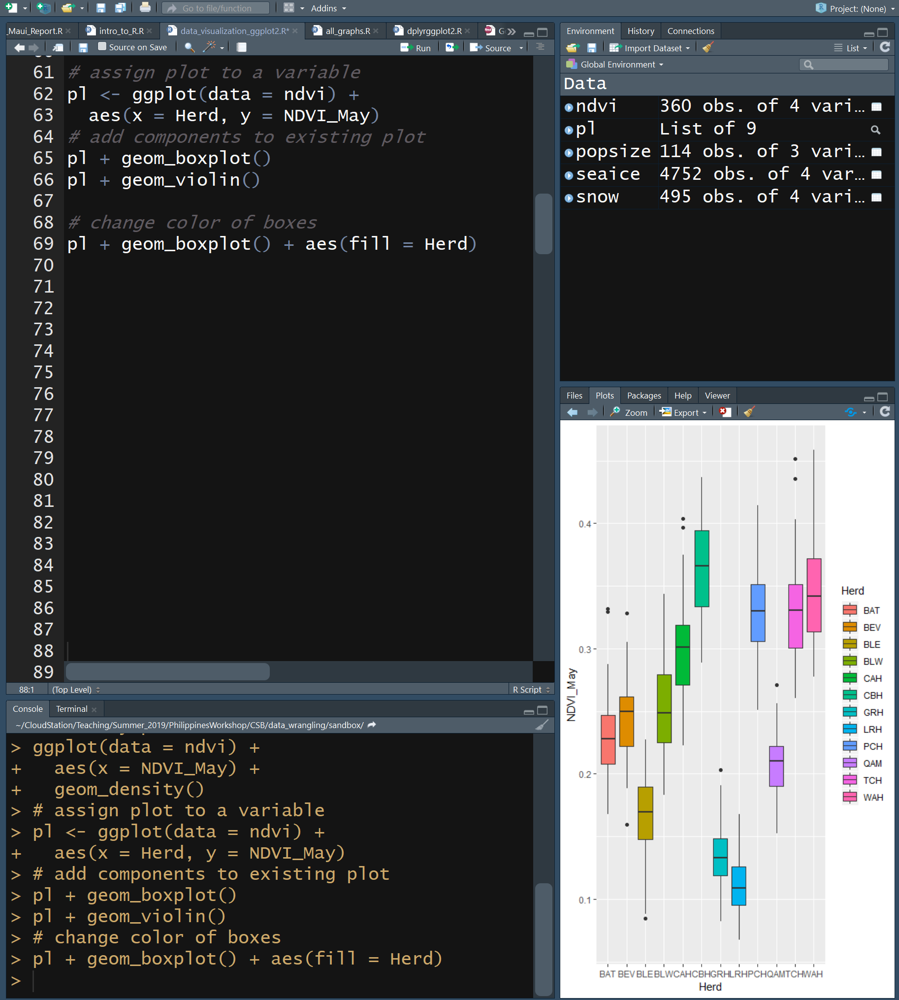 Go to file/function
Addins
Project: (None)
_Maui_Report.R
intro_to_R.R
data_visualization_ggplot2.R*
all_graphs.R
dplyrggplot2.R
Source on Save
Run
Source
61 # assign plot to a variable
62 pl <- ggplot(data = ndvi) +
63   aes(x = Herd, y = NDVI_May)
64 # add components to existing plot
65 pl + geom_boxplot()
66 pl + geom_violin()
67
68 # change color of boxes
69 pl + geom_boxplot() + aes(fill = Herd)
70
71
72
73
74
75
76
77
78
79
80
81
82
83
84
85
86
87
88
89
88:1 (Top Level)
R Script
Console Terminal
~/CloudStation/Teaching/Summer_2019/PhilippinesWorkshop/CSB/data_wrangling/sandbox/
> ggplot(data = ndvi) +
+   aes(x = NDVI_May) +
+   geom_density()
> # assign plot to a variable
> pl <- ggplot(data = ndvi) +
+   aes(x = Herd, y = NDVI_May)
> # add components to existing plot
> pl + geom_boxplot()
> pl + geom_violin()
> # change color of boxes
> pl + geom_boxplot() + aes(fill = Herd)
>
Environment History Connections
Import Dataset
List
Global Environment
Data
ndvi 360 obs. of 4 vari…
pl List of 9
popsize 114 obs. of 3 vari…
seaice 4752 obs. of 4 var…
snow 495 obs. of 4 vari…
Files Plots Packages Help Viewer
Zoom Export
0.4
0.3
0.2
0.1
NDVI_May
BAT BEV BLE BLW CAH CBH GRH LRH PCH QAM TCH WAH
Herd
Herd
BAT
BEV
BLE
BLW
CAH
CBH
GRH
LRH
PCH
QAM
TCH
WAH